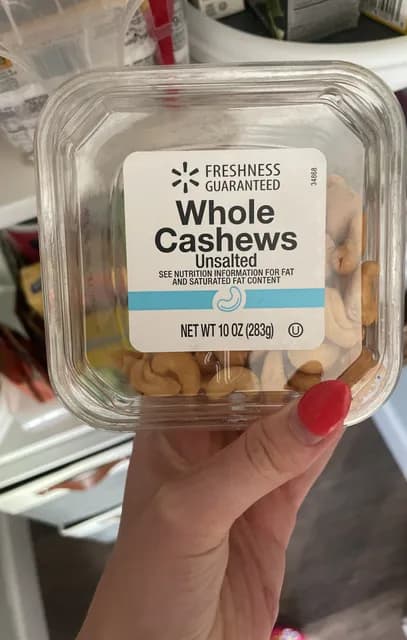 FRESHNESS
GUARANTEED
34868
Whole
Cashews
Unsalted
SEE NUTRITION INFORMATION FOR FAT
AND SATURATED FAT CONTENT
NET WT 10 OZ (283g)
U